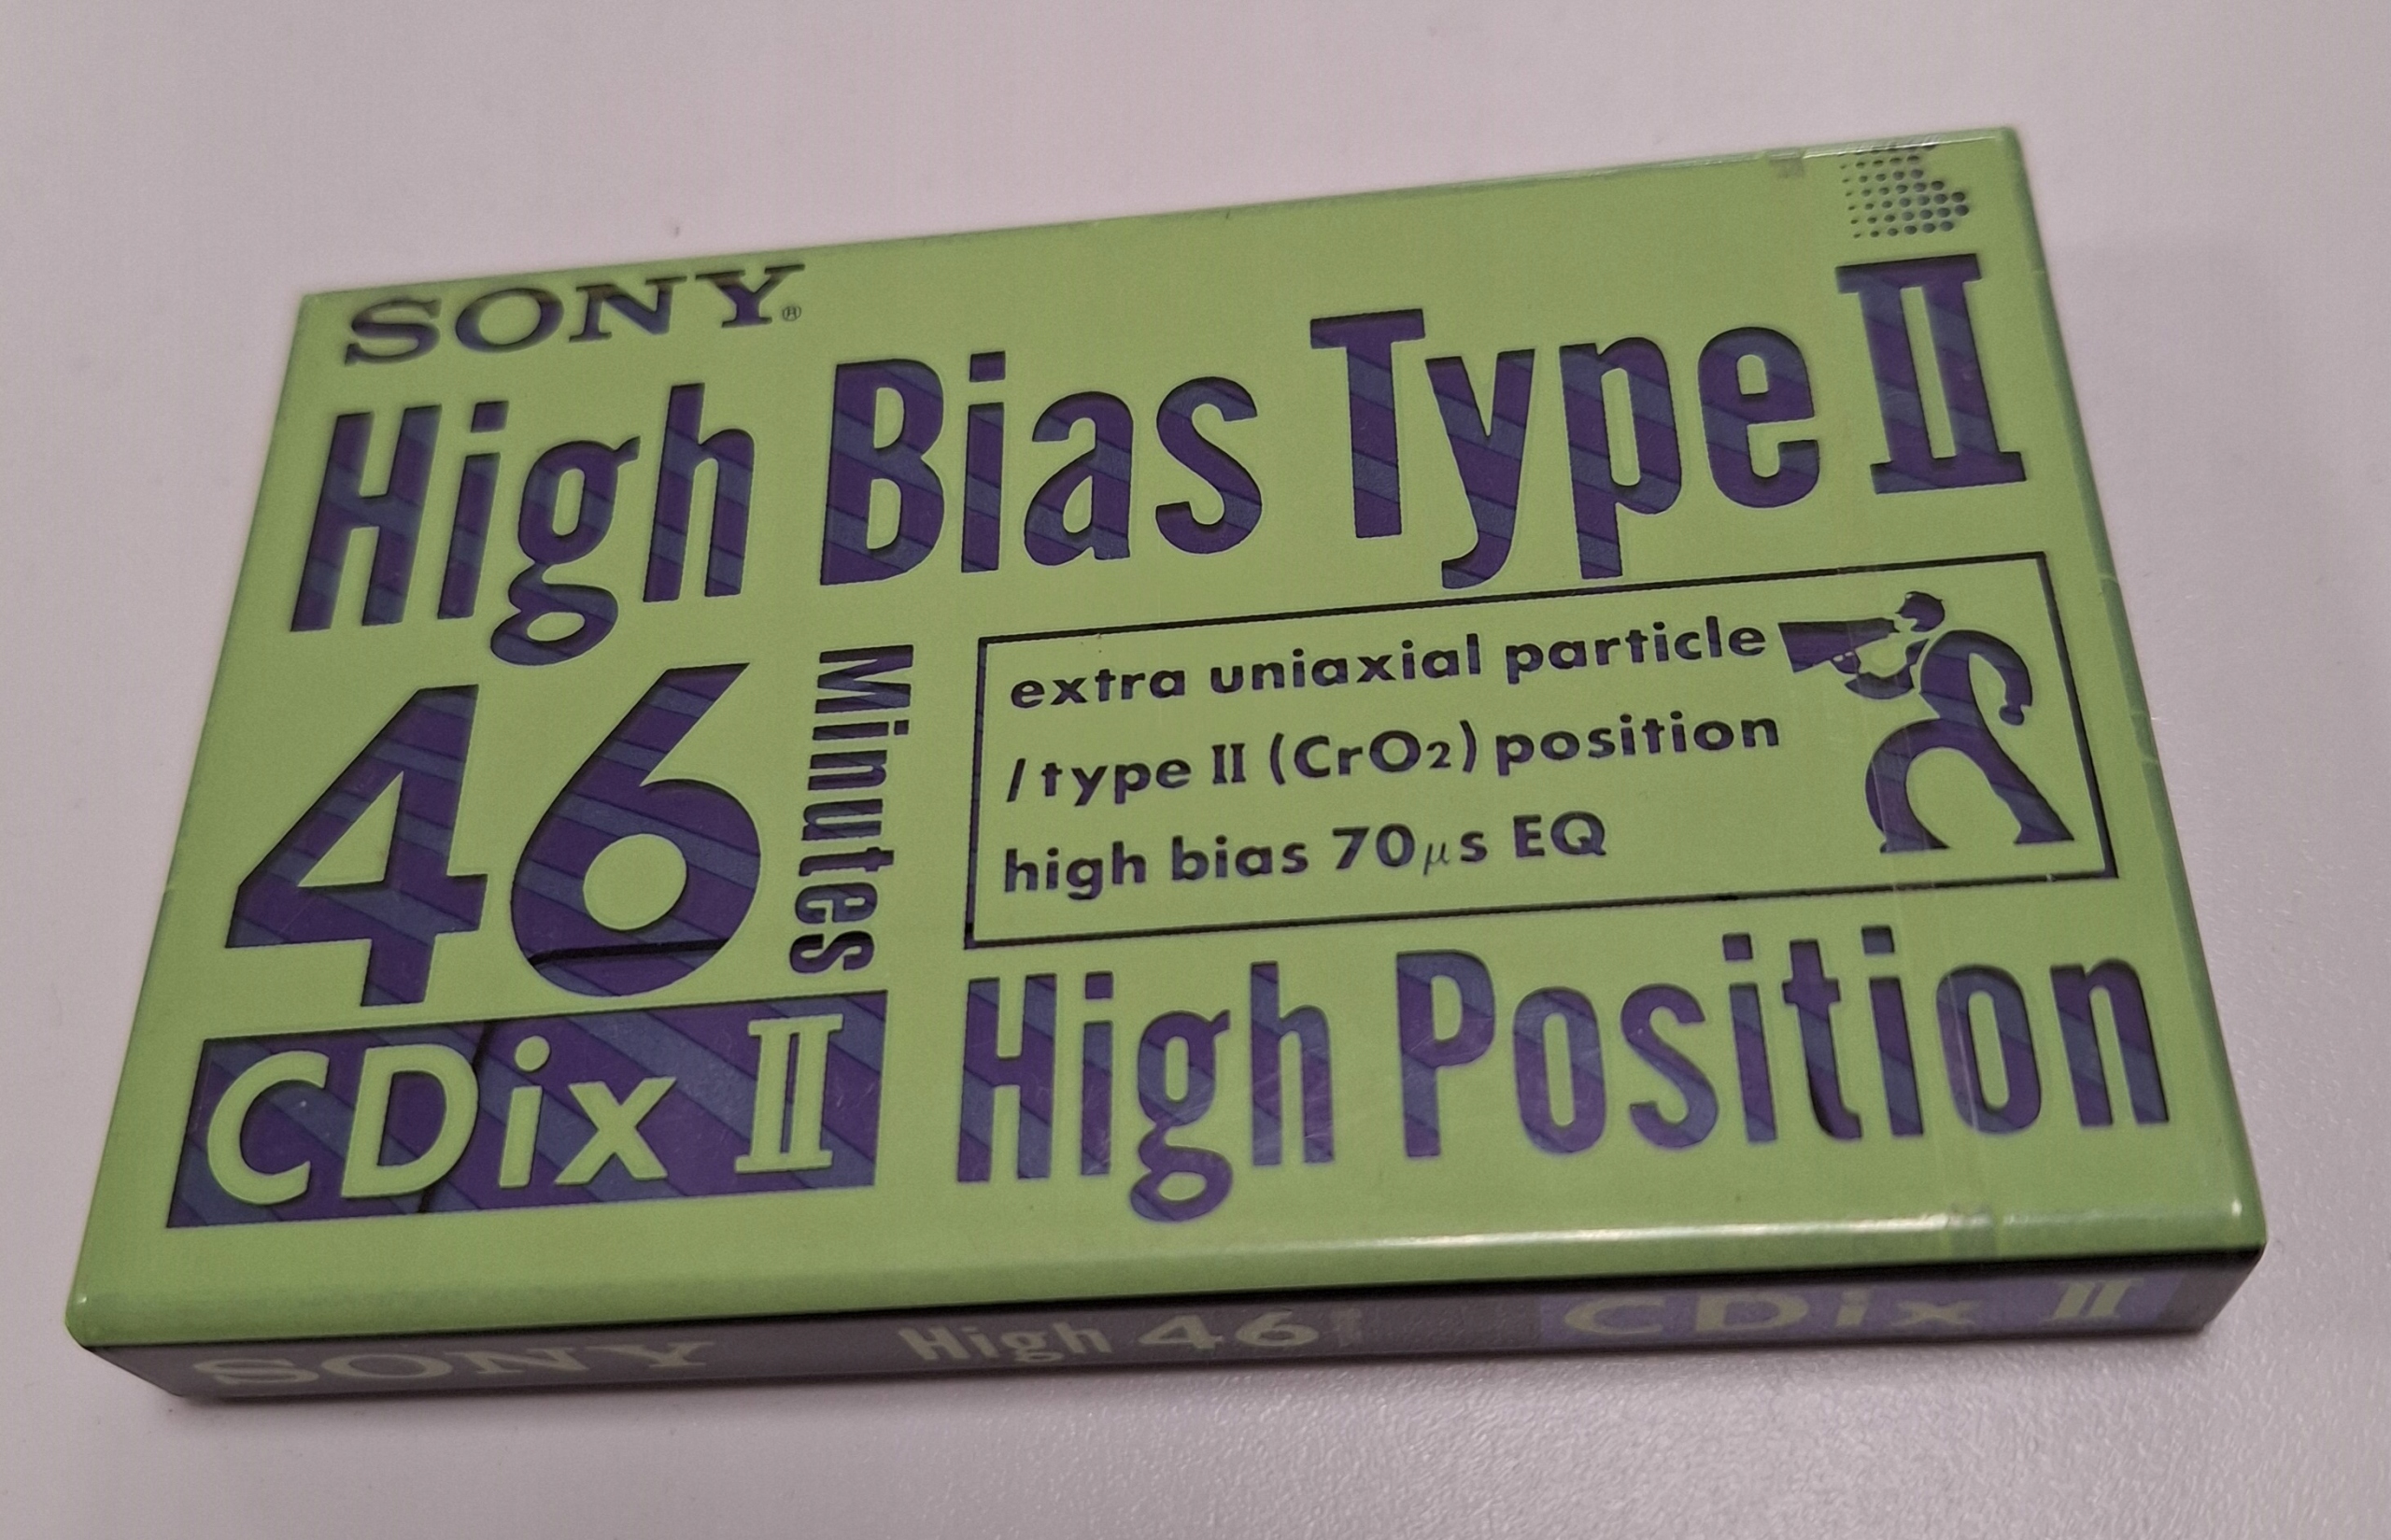 SONY®
High Bias Type II
46 Minutes
extra uniaxial particle
/type II (CrO2) position
high bias 70μs EQ
CDix II
High Position
SONY High 46 CDix II